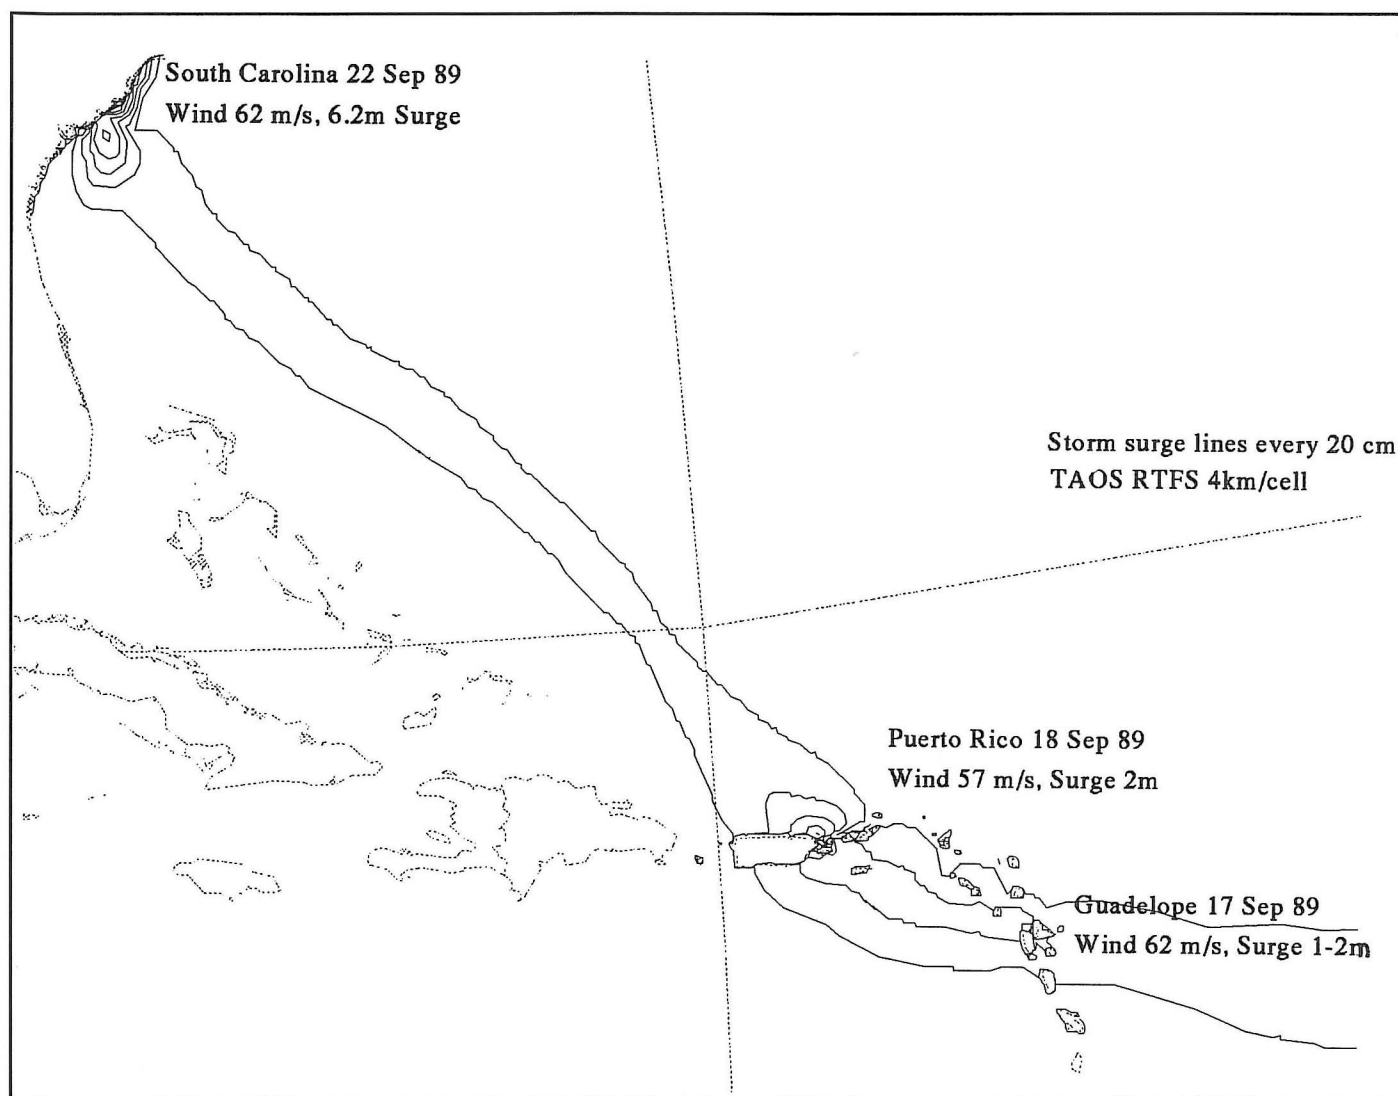 South Carolina 22 Sep 89
Wind 62 m/s, 6.2m Surge
Storm surge lines every 20 cm
TAOS RTFS 4km/cell
Puerto Rico 18 Sep 89
Wind 57 m/s, Surge 2m
Guadelope 17 Sep 89
Wind 62 m/s, Surge 1-2m